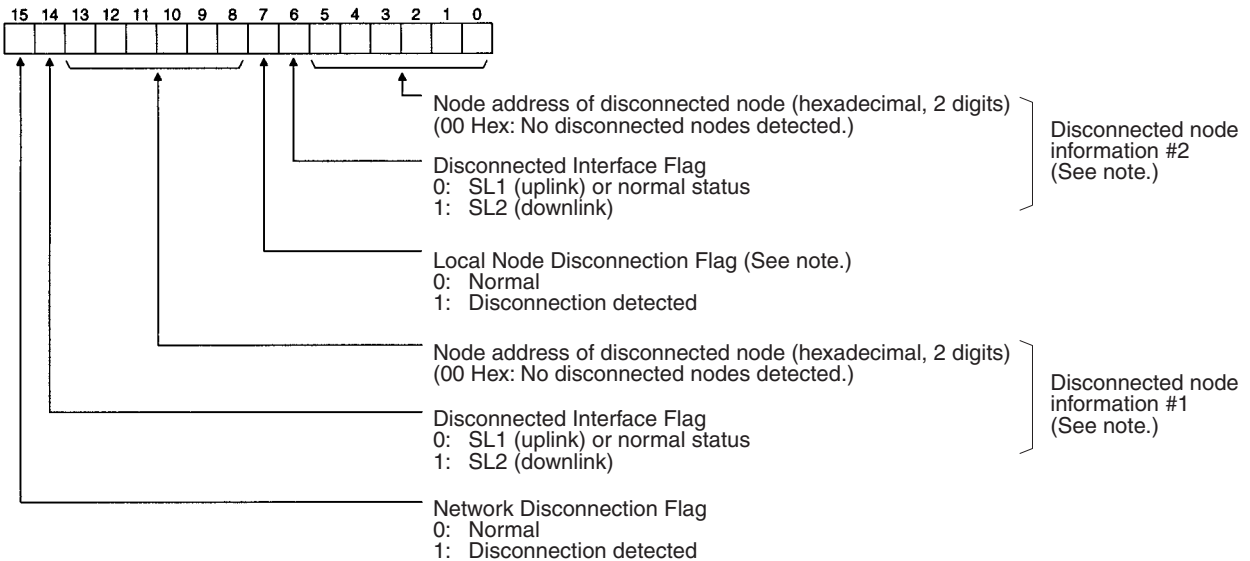 15 14 13 12 11 10 9 8 7 6 5 4 3 2 1 0
Node address of disconnected node (hexadecimal, 2 digits)
(00 Hex: No disconnected nodes detected.)
Disconnected Interface Flag
0: SL1 (uplink) or normal status
1: SL2 (downlink)
Disconnected node
information #2
(See note.)
Local Node Disconnection Flag (See note.)
0: Normal
1: Disconnection detected
Node address of disconnected node (hexadecimal, 2 digits)
(00 Hex: No disconnected nodes detected.)
Disconnected Interface Flag
0: SL1 (uplink) or normal status
1: SL2 (downlink)
Disconnected node
information #1
(See note.)
Network Disconnection Flag
0: Normal
1: Disconnection detected